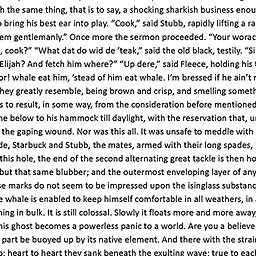 h the same thing, that is to say, a shocking sharkish business enou
o bring his best ear into play. “Cook,” said Stubb, rapidly lifting a ra
em gentlemanly.” Once more the sermon proceeded. “Your worac
, cook?” “What dat do wid de ’teak,” said the old black, testily. “Si
Elijah? And fetch him where?” “Up dere,” said Fleece, holding his t
or! whale eat him, ’stead of him eat whale. I’m bressed if he ain’t r
hey greatly resemble, being brown and crisp, and smelling someth
s to result, in some way, from the consideration before mentioned
me below to his hammock till daylight, with the reservation that, u
the gaping wound. Nor was this all. It was unsafe to meddle with
de, Starbuck and Stubb, the mates, armed with their long spades,
this hole, the end of the second alternating great tackle is then ho
but that same blubber; and the outermost enveloping layer of any
se marks do not seem to be impressed upon the isinglass substanc
e whale is enabled to keep himself comfortable in all weathers, in a
ning in bulk. It is still colossal. Slowly it floats more and more away,
his ghost becomes a powerless panic to a world. Are you a believe
part be buoyed up by its native element. And there with the strain
p; heart to heart they sank beneath the exulting wave; true to each